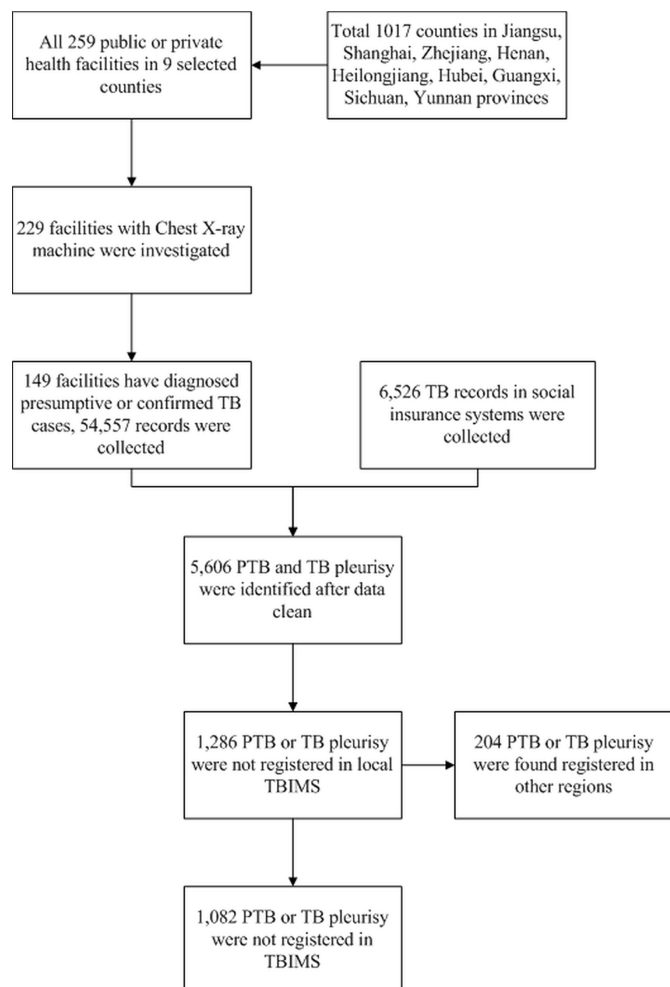 All 259 public or private
health facilities in 9 selected
counties
Total 1017 counties in Jiangsu,
Shanghai, Zhejiang, Henan,
Heilongjiang, Hubei, Guangxi,
Sichuan, Yunnan provinces
229 facilities with Chest X-ray
machine were investigated
149 facilities have diagnosed
presumptive or confirmed TB
cases, 54,557 records were
collected
6,526 TB records in social
insurance systems were
collected
5,606 PTB and TB pleurisy
were identified after data
clean
1,286 PTB or TB pleurisy
were not registered in local
TBIMS
204 PTB or TB pleurisy
were found registered in
other regions
1,082 PTB or TB pleurisy
were not registered in
TBIMS